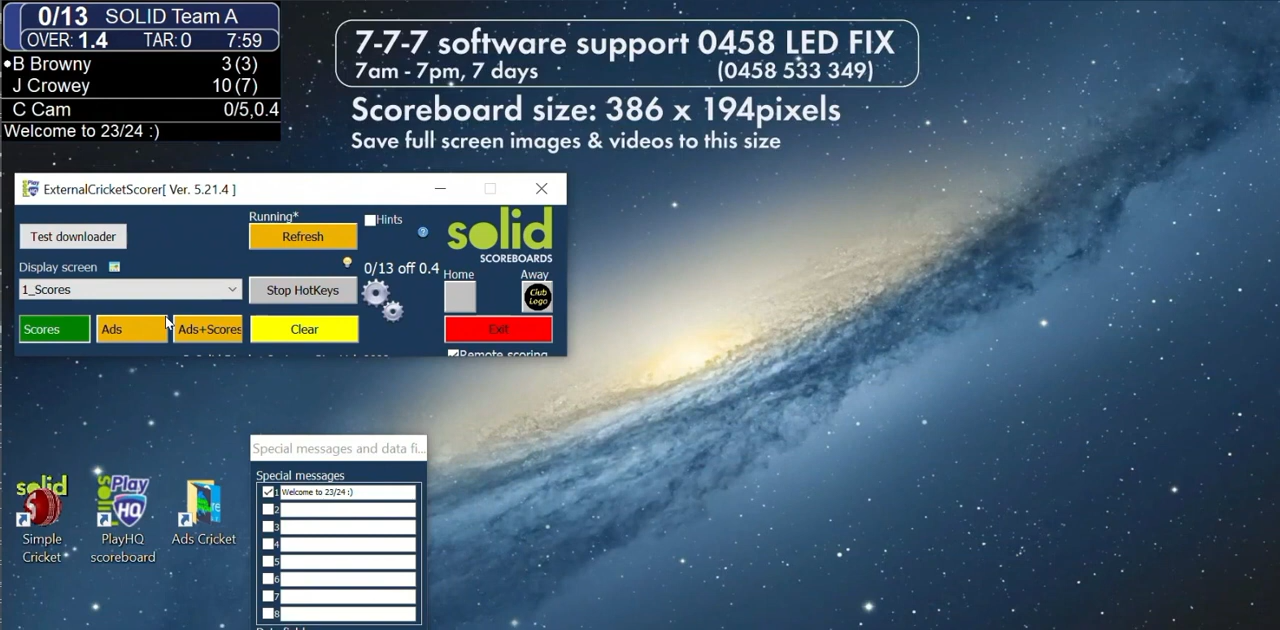 0/13 SOLID Team A
OVER: 1.4 TAR: 0 7:59
B Browny 3 (3)
J Crowey 10 (7)
C Cam 0/5,0.4
Welcome to 23/24 :)
7-7-7 software support 0458 LED FIX
7am - 7pm, 7 days (0458 533 349)
Scoreboard size: 386 x 194pixels
Save full screen images & videos to this size
ExternalCricketScorer[ Ver. 5.21.4 ]
Running*
Hints
Test downloader
Refresh
solid
SCOREBOARDS
Display screen
0/13 off 0.4
Home
Away
1_Scores
Stop HotKeys
Club
Logo
Scores
Ads
Ads+Scores
Clear
Exit
Remote scoring
Special messages and data fi...
Special messages
1 Welcome to 23/24 :)
2
3
4
5
6
7
8
solid
Simple
Cricket
Play
HQ
PlayHQ
scoreboard
Ads Cricket